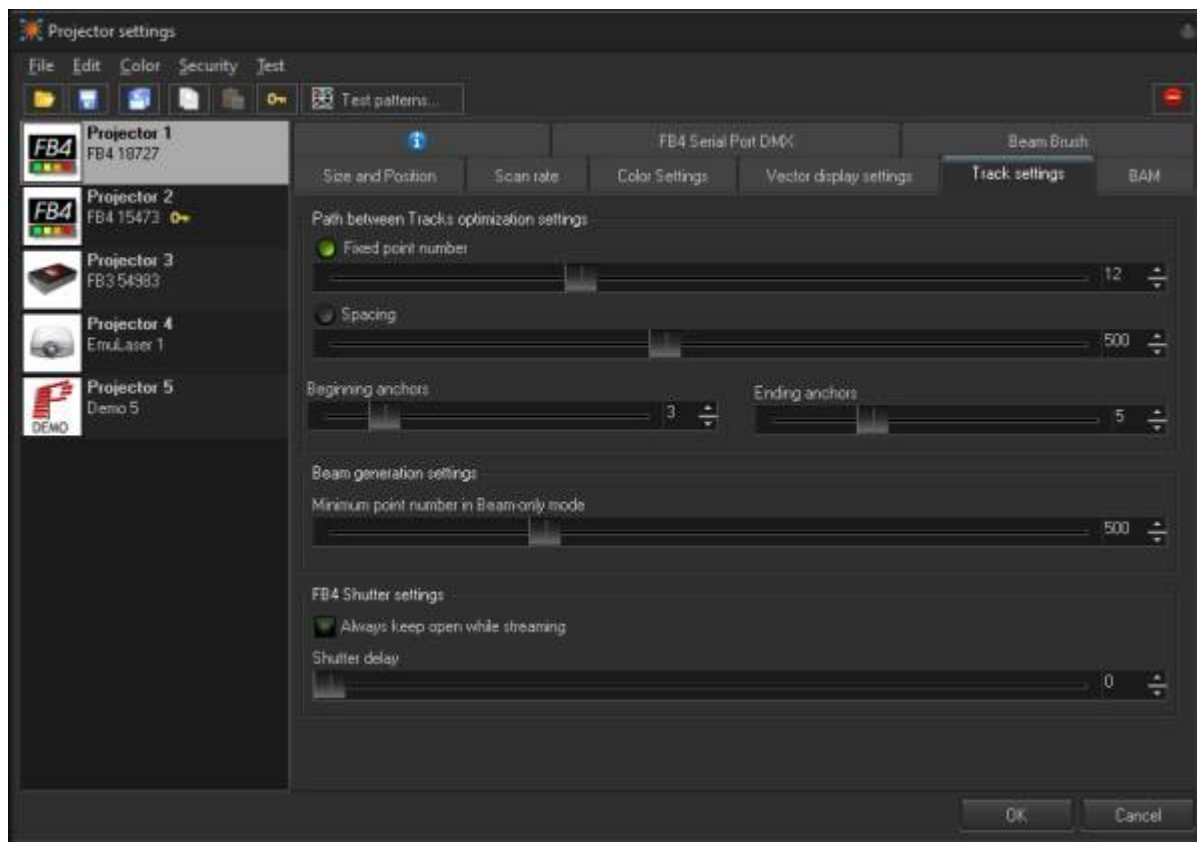 Projector settings
File Edit Color Security Test
Test patterns...
FB4
Projector 1
FB4 18727
FB4
Projector 2
FB4 15473
Projector 3
FB3 54983
Projector 4
EmuLaser 1
DEMO
Projector 5
Demo 5
FB4 Serial Port DMX Beam Brush
Size and Position Scan rate Color Settings Vector display settings Track settings BAM
Path between Tracks optimization settings
Fixed point number
12
Spacing
500
Beginning anchors
3
Ending anchors
5
Beam generation settings
Minimum point number in Beam-only mode
500
FB4 Shutter settings
Always keep open while streaming
Shutter delay
0
OK Cancel